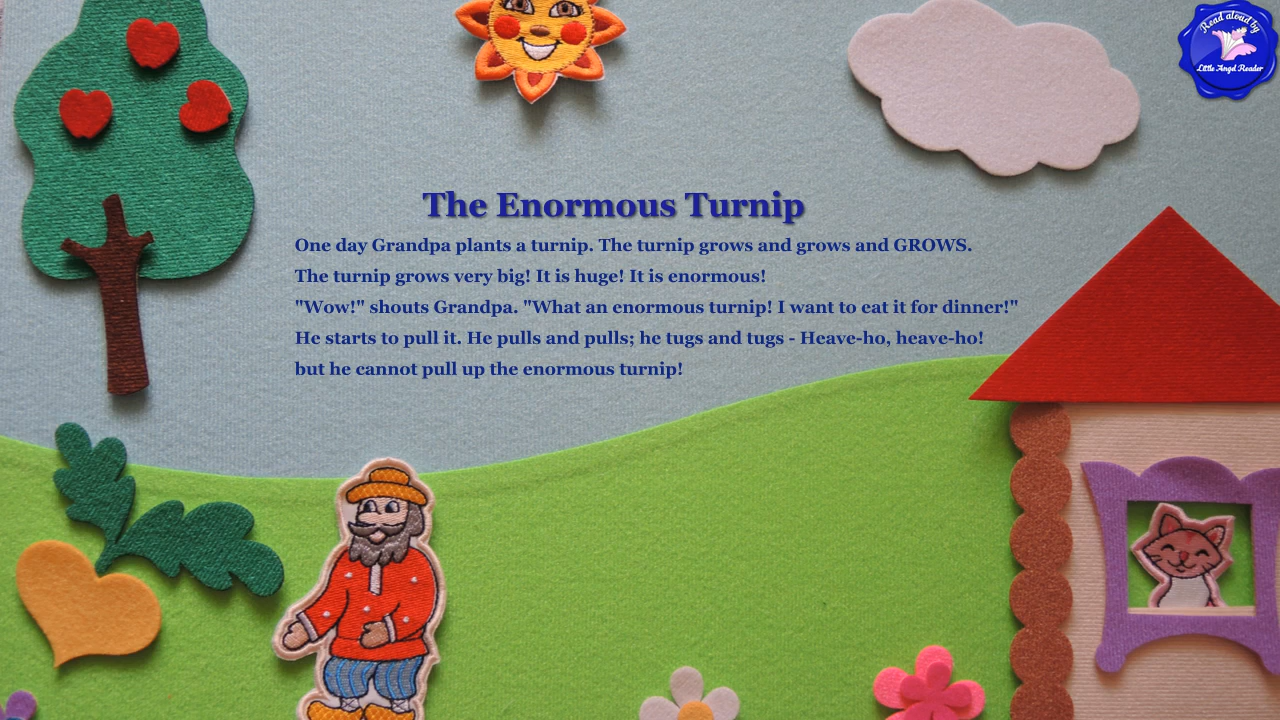 Read aloud by
Little Angel Reader
The Enormous Turnip
One day Grandpa plants a turnip. The turnip grows and grows and GROWS.
The turnip grows very big! It is huge! It is enormous!
"Wow!" shouts Grandpa. "What an enormous turnip! I want to eat it for dinner!"
He starts to pull it. He pulls and pulls; he tugs and tugs - Heave-ho, heave-ho!
but he cannot pull up the enormous turnip!